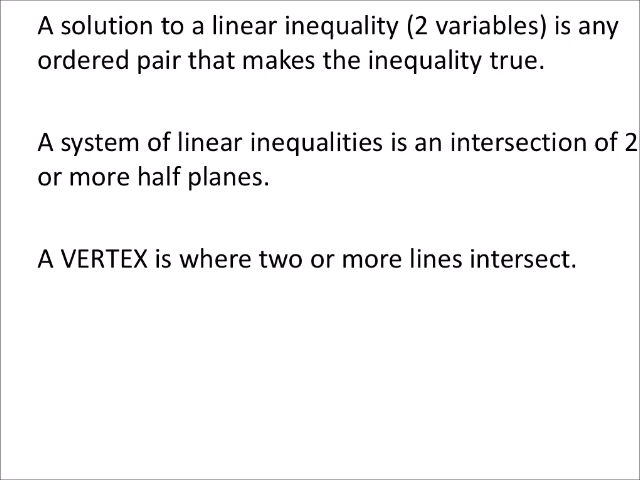 A solution to a linear inequality (2 variables) is any
ordered pair that makes the inequality true.
A system of linear inequalities is an intersection of 2
or more half planes.
A VERTEX is where two or more lines intersect.